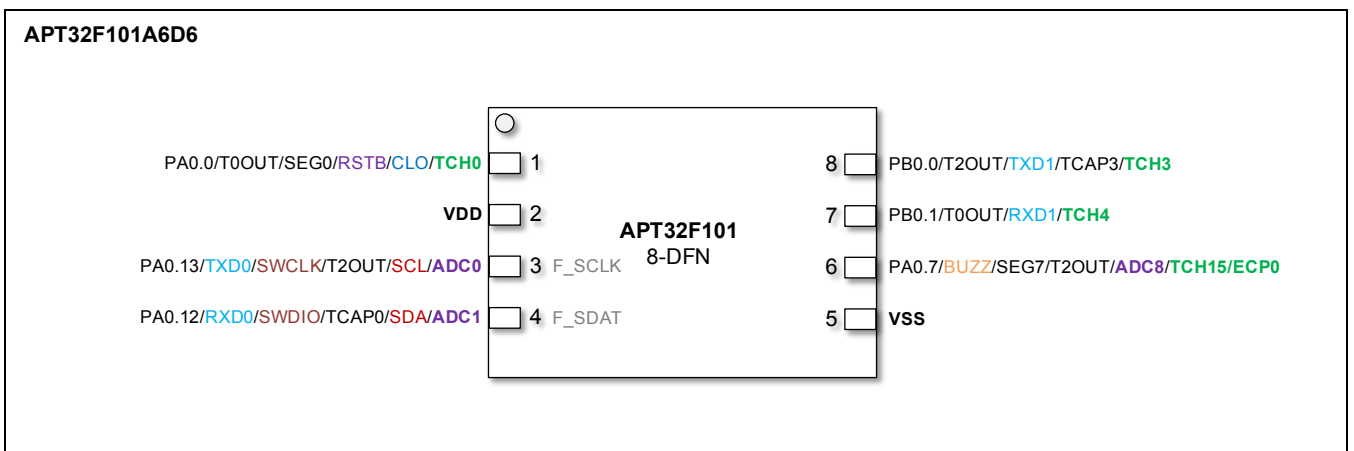 APT32F101A6D6
PA0.0/T0OUT/SEG0/RSTB/CLO/TCH0 1 8 PB0.0/T2OUT/TXD1/TCAP3/TCH3
VDD 2 7 PB0.1/T0OUT/RXD1/TCH4
APT32F101
8-DFN
PA0.13/TXD0/SWCLK/T2OUT/SCL/ADC0 3 F_SCLK 6 PA0.7/BUZZ/SEG7/T2OUT/ADC8/TCH15/ECP0
PA0.12/RXD0/SWDIO/TCAP0/SDA/ADC1 4 F_SDAT 5 VSS